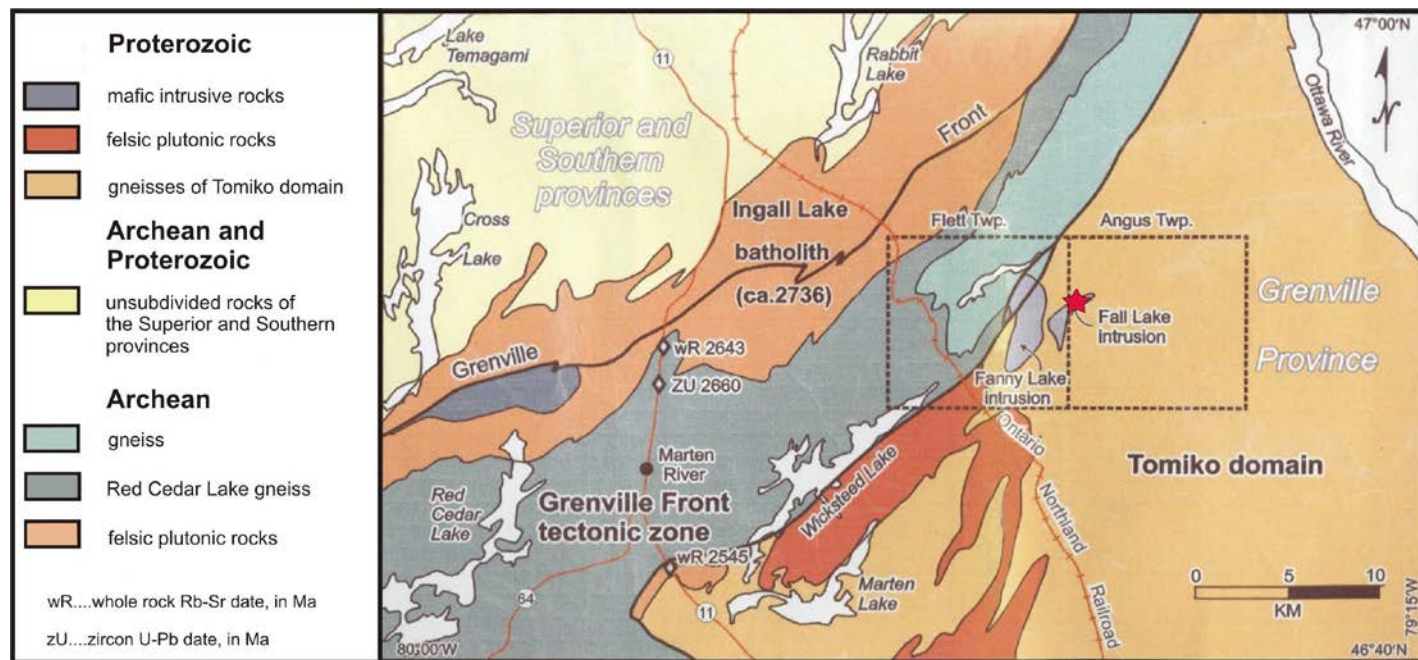 Proterozoic
mafic intrusive rocks
felsic plutonic rocks
gneisses of Tomiko domain
Archean and
Proterozoic
unsubdivided rocks of
the Superior and Southern
provinces
Archean
gneiss
Red Cedar Lake gneiss
felsic plutonic rocks
wR....whole rock Rb-Sr date, in Ma
zU....zircon U-Pb date, in Ma
47°00'N
Lake
Temagami
11
Rabbit
Lake
Ottawa River
N
Superior and
Southern
provinces
Front
Cross
Lake
Ingall Lake
batholith
(ca.2736)
Flett Twp.
Angus Twp.
Grenville
Province
Fall Lake
intrusion
Fanny Lake
intrusion
Grenville
wR 2643
ZU 2660
Marten
River
Wicksteed Lake
Ontario
Northland
Railroad
Tomiko domain
Red
Cedar
Lake
Grenville Front
tectonic zone
wR 2545
Marten
Lake
64
11
0 5 10
KM
80°00'W
79°15'W
46°40'N